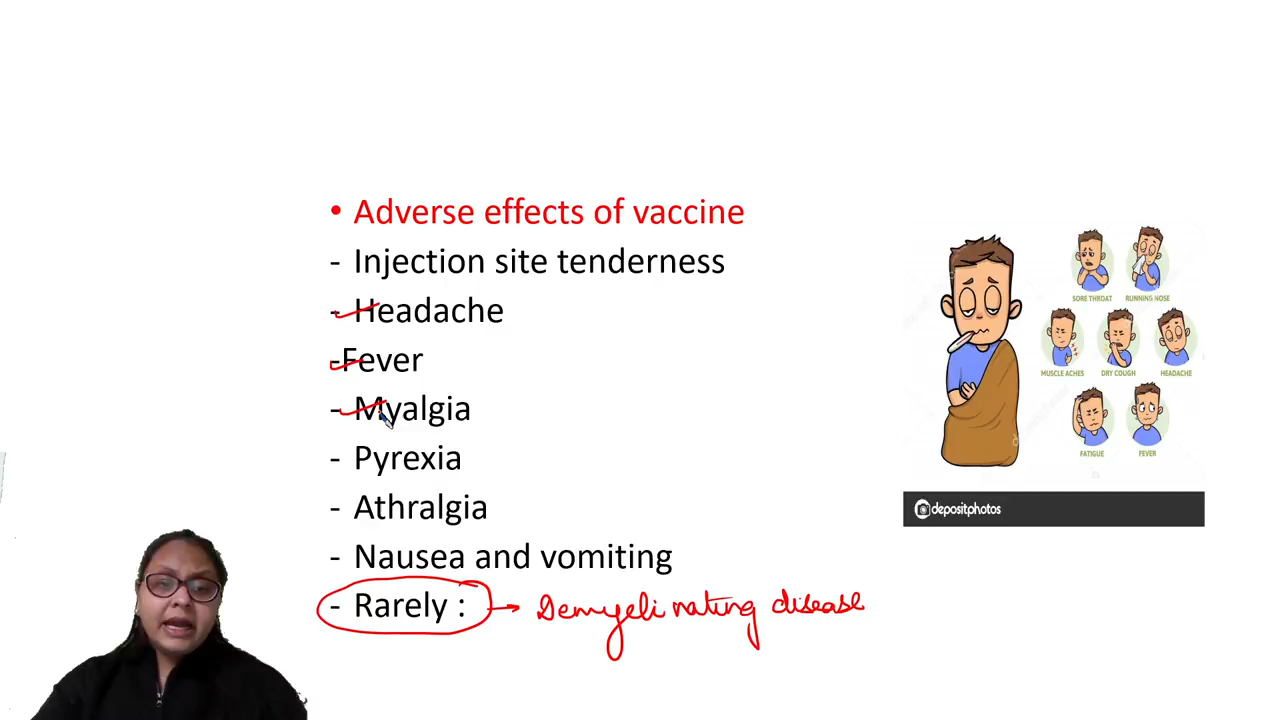 • Adverse effects of vaccine
- Injection site tenderness
- Headache
-Fever
- Myalgia
- Pyrexia
- Athralgia
- Nausea and vomiting
- Rarely : → Demyelinating disease
SORE THROAT RUNNING NOSE
MUSCLE ACHES DRY COUGH HEADACHE
FATIGUE FEVER
depositphotos